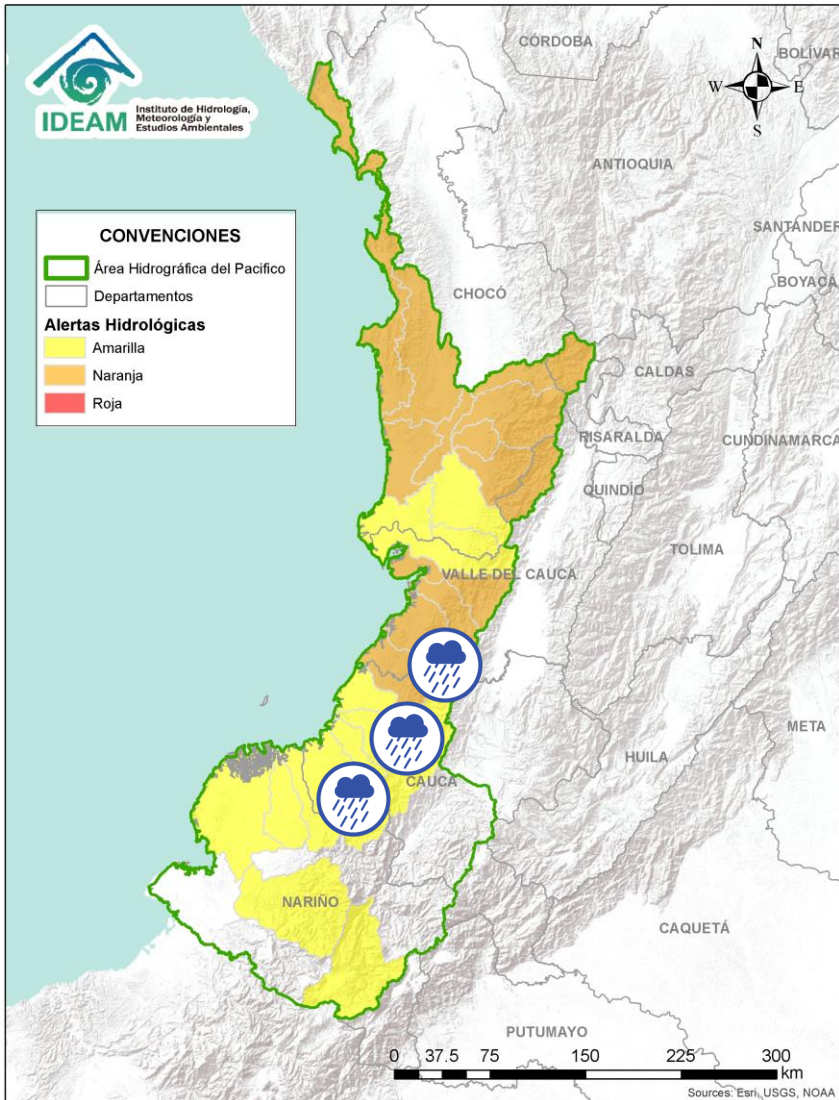 IDEAM
Instituto de Hidrología,
Meteorología y
Estudios Ambientales
N
W
E
S
CÓRDOBA
BOLÍVAR
ANTIOQUIA
SANTANDER
BOYACÁ
CHOCÓ
CONVENCIONES
Área Hidrográfica del Pacifico
Departamentos
Alertas Hidrológicas
Amarilla
Naranja
Roja
CALDAS
RISARALDA
CUNDINAMARCA
QUINDÍO
TOLIMA
VALLE DEL CAUCA
META
HUILA
CAUCA
NARIÑO
CAQUETÁ
PUTUMAYO
0 37.5 75 150 225 300
km
Sources: Esri, USGS, NOAA